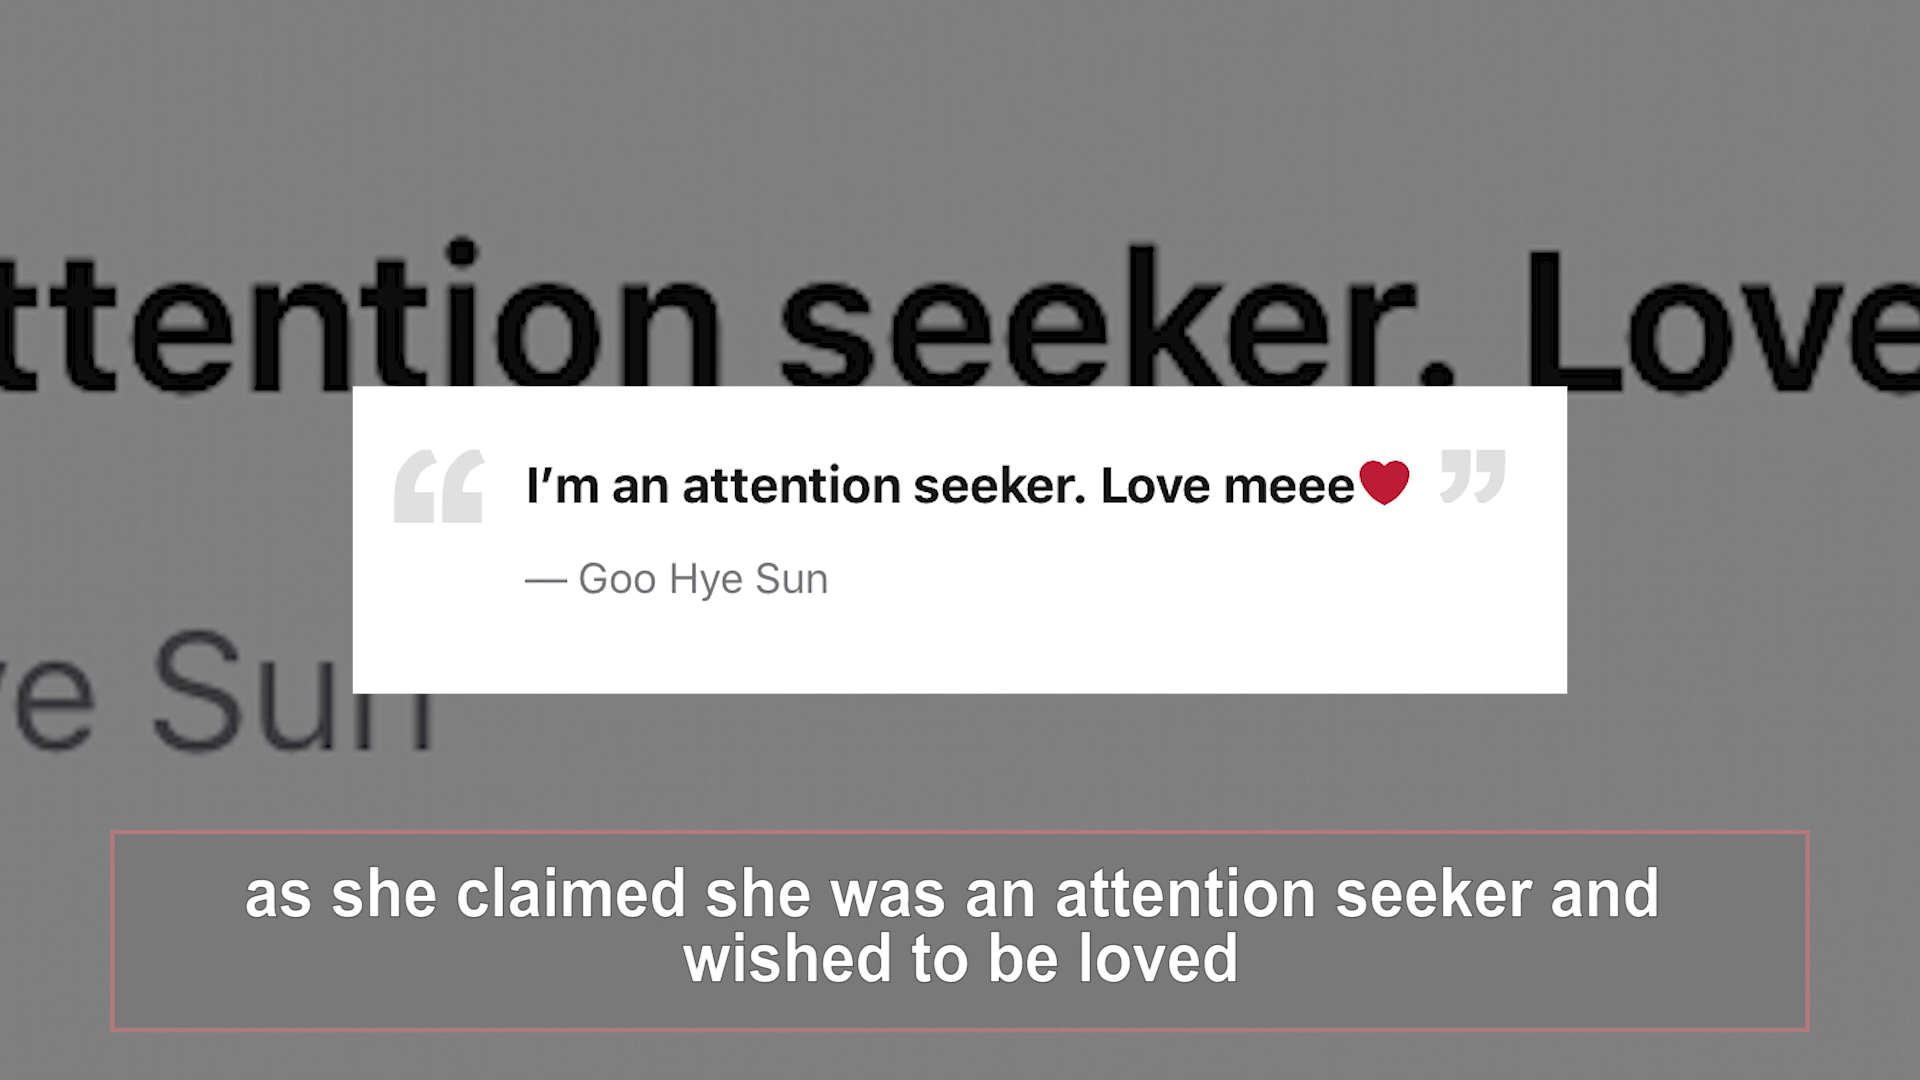 ttention seeker. Love
“ I’m an attention seeker. Love meee❤️ ”
— Goo Hye Sun
ye Sun
as she claimed she was an attention seeker and
wished to be loved